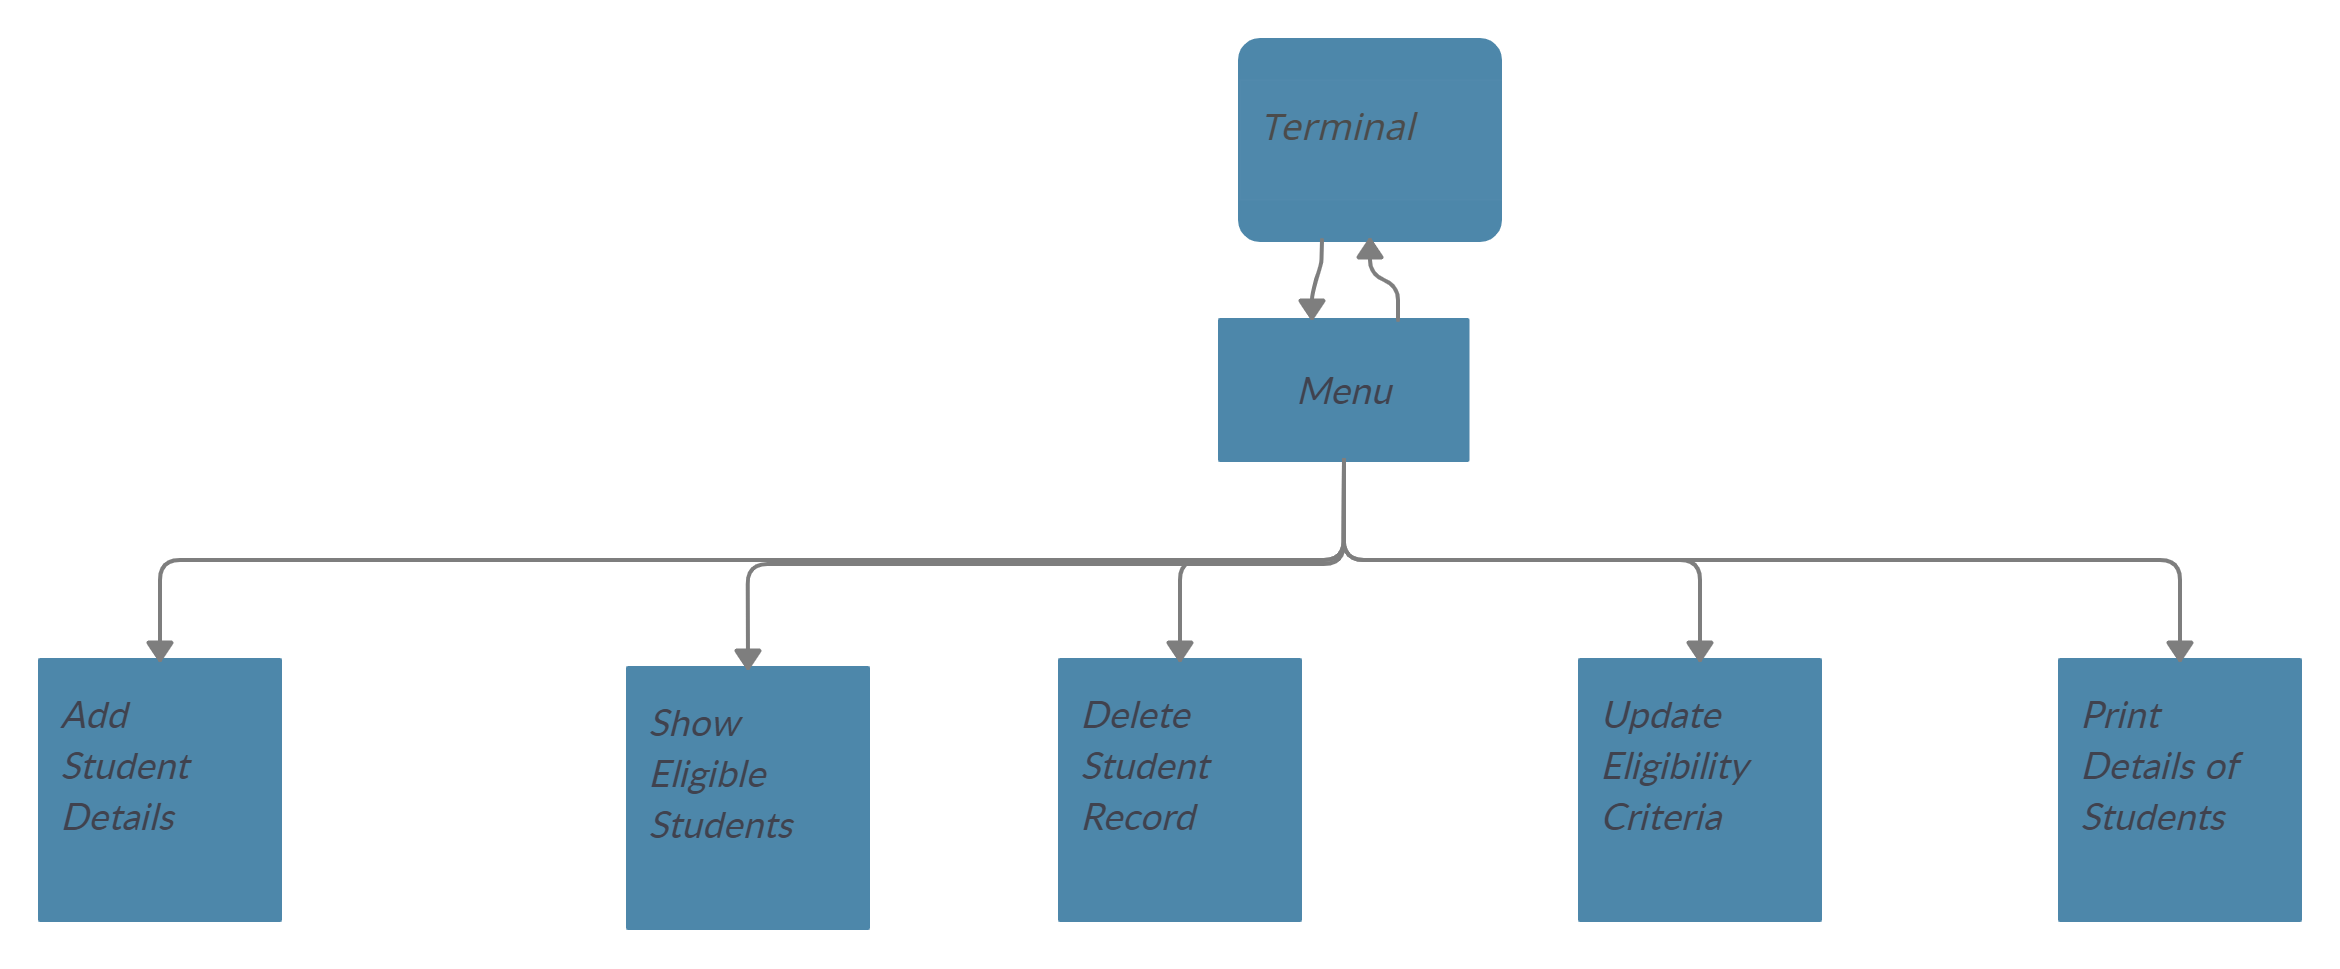 Terminal
Menu
Add
Student
Details
Show
Eligible
Students
Delete
Student
Record
Update
Eligibility
Criteria
Print
Details of
Students